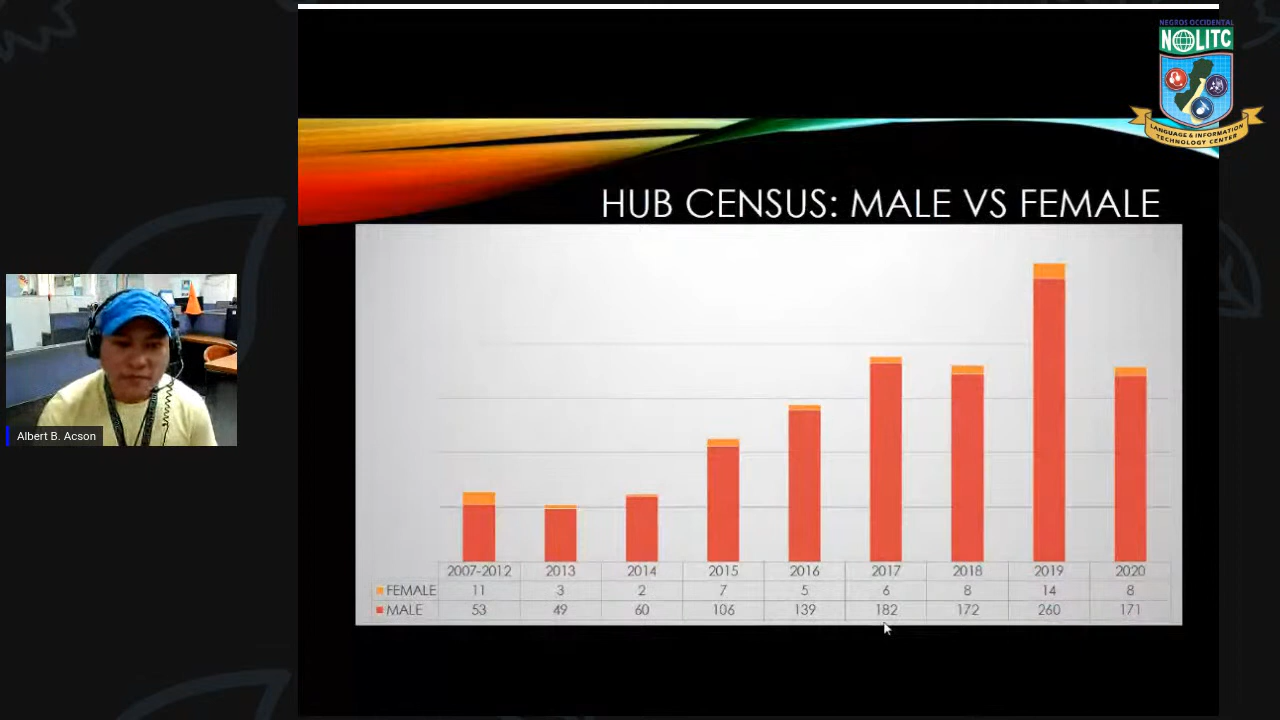 NEGROS OCCIDENTAL
NOLITC
LANGUAGE & INFORMATION
TECHNOLOGY CENTER
HUB CENSUS: MALE VS FEMALE
2007-2012 2013 2014 2015 2016 2017 2018 2019 2020
FEMALE 11 3 2 7 5 6 8 14 8
MALE 53 49 60 106 139 182 172 260 171
Albert B. Acson